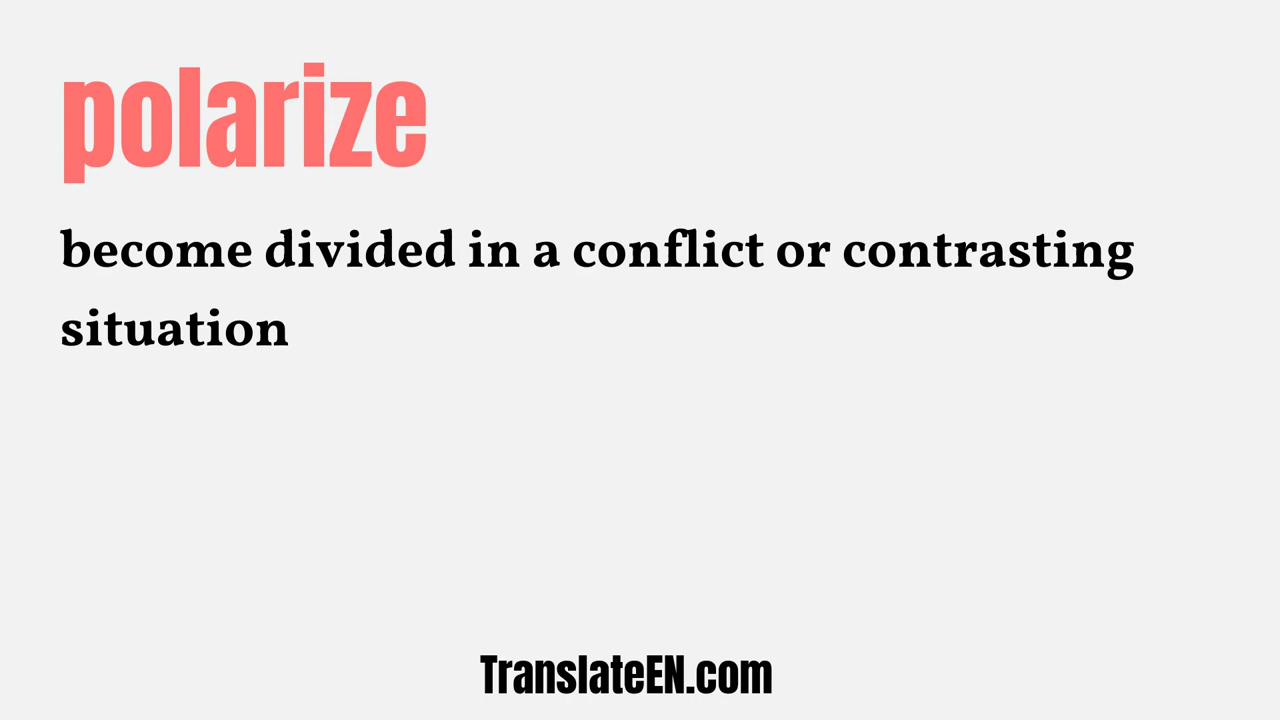 polarize
become divided in a conflict or contrasting
situation
TranslateEN.com